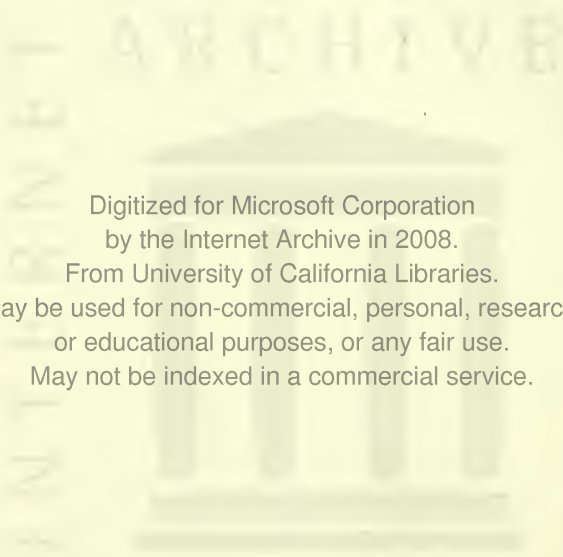 ARCHIVE
INTERNET
Digitized for Microsoft Corporation
by the Internet Archive in 2008.
From University of California Libraries.
ay be used for non-commercial, personal, researc
or educational purposes, or any fair use.
May not be indexed in a commercial service.